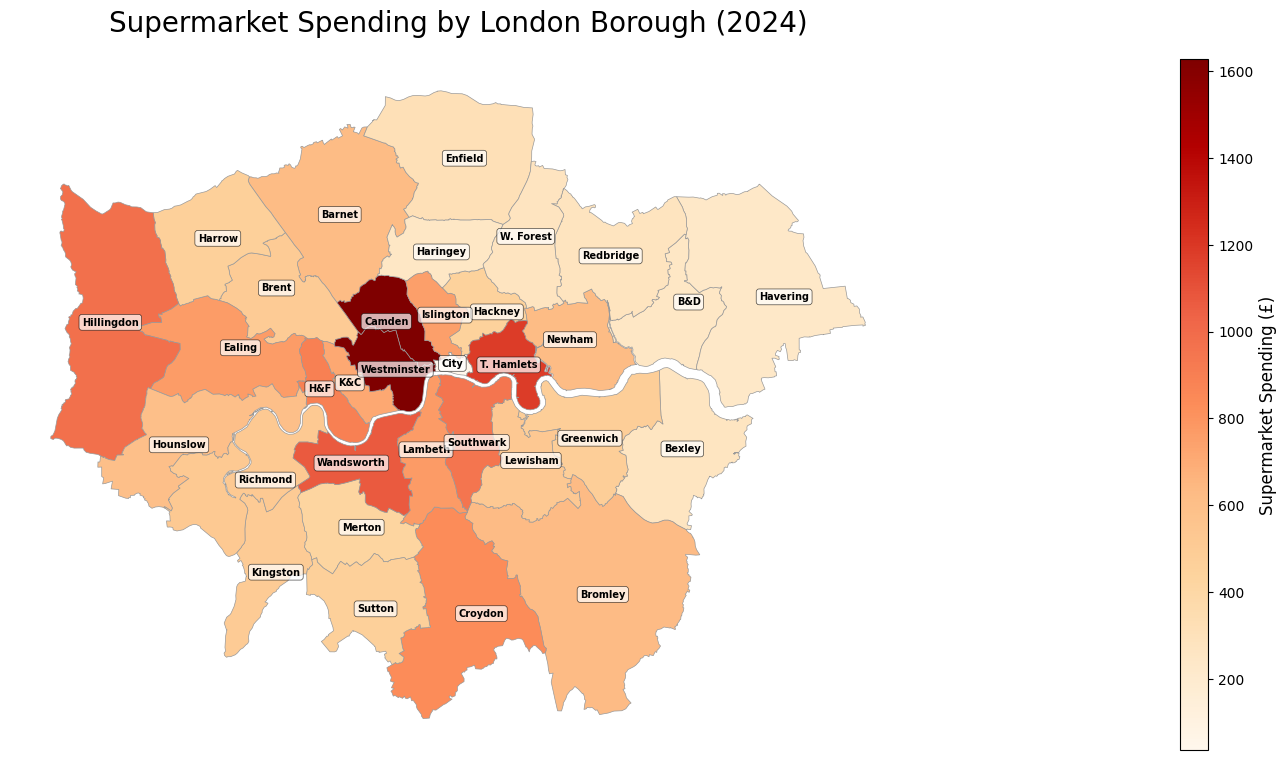 Supermarket Spending by London Borough (2024)
Enfield
Barnet
Harrow
Haringey
W. Forest
Redbridge
Brent
Havering
B&D
Hillingdon
Camden
Islington
Hackney
Ealing
Newham
Westminster
City
T. Hamlets
H&F
K&C
Hounslow
Lambeth
Southwark
Greenwich
Bexley
Wandsworth
Lewisham
Richmond
Merton
Kingston
Sutton
Croydon
Bromley
1600
1400
1200
1000
800
600
400
200
Supermarket Spending (£)